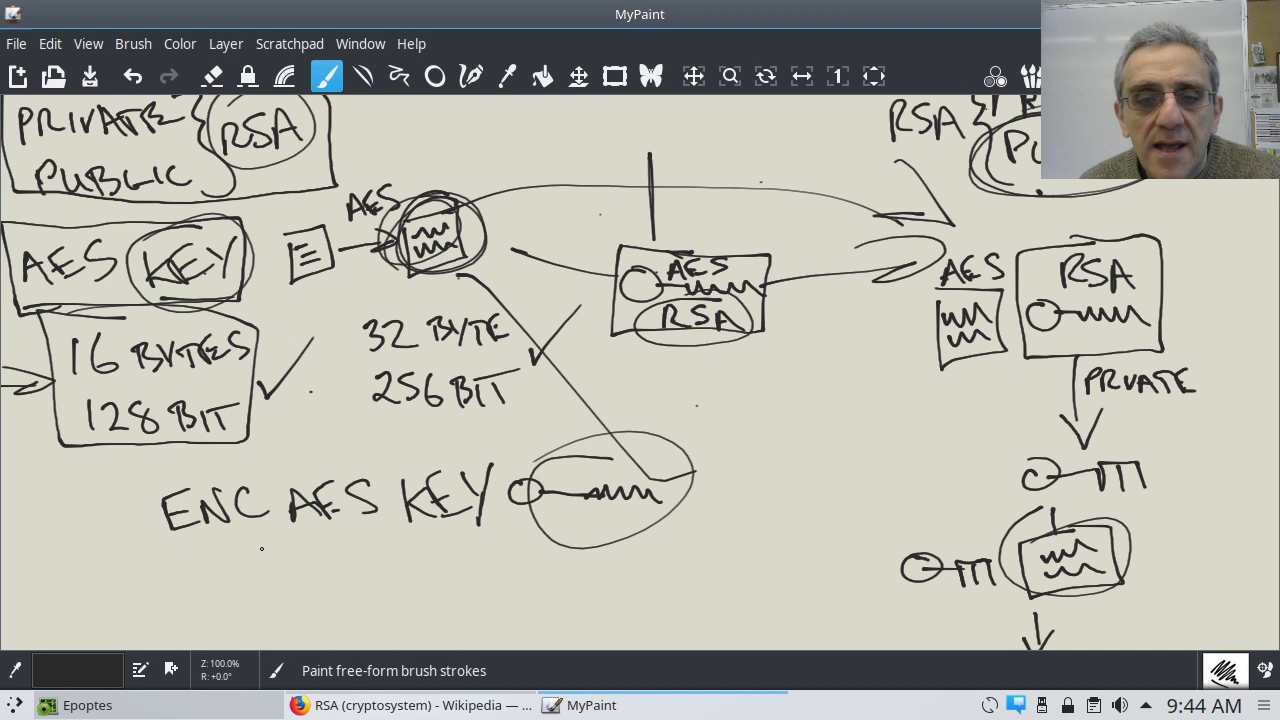 MyPaint
File Edit View Brush Color Layer Scratchpad Window Help
PRIVATE
PUBLIC
RSA
RSA
AES KEY
AES
AES
RSA
AES
RSA
16 BYTES
128 BIT
32 BYTE
256 BIT
PRVATE
ENC AES KEY
Z: 100.0%
R: +0.0°
Paint free-form brush strokes
Epoptes
RSA (cryptosystem) - Wikipedia — ...
MyPaint
9:44 AM